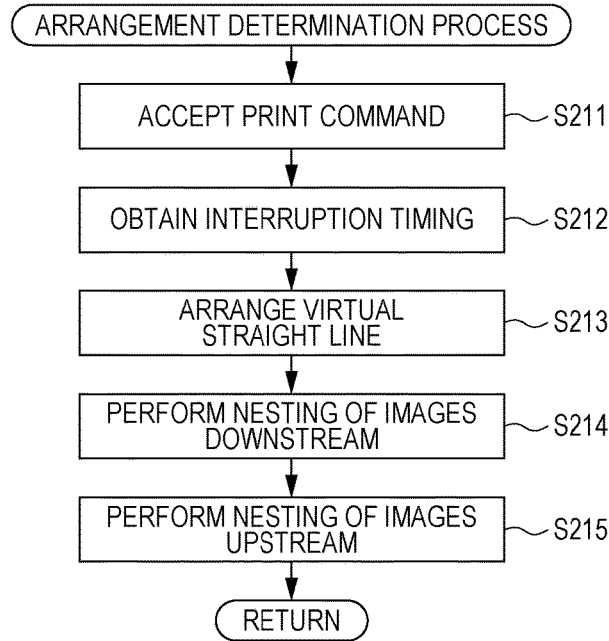 ARRANGEMENT DETERMINATION PROCESS
ACCEPT PRINT COMMAND
S211
OBTAIN INTERRUPTION TIMING
S212
ARRANGE VIRTUAL
STRAIGHT LINE
S213
PERFORM NESTING OF IMAGES
DOWNSTREAM
S214
PERFORM NESTING OF IMAGES
UPSTREAM
S215
RETURN